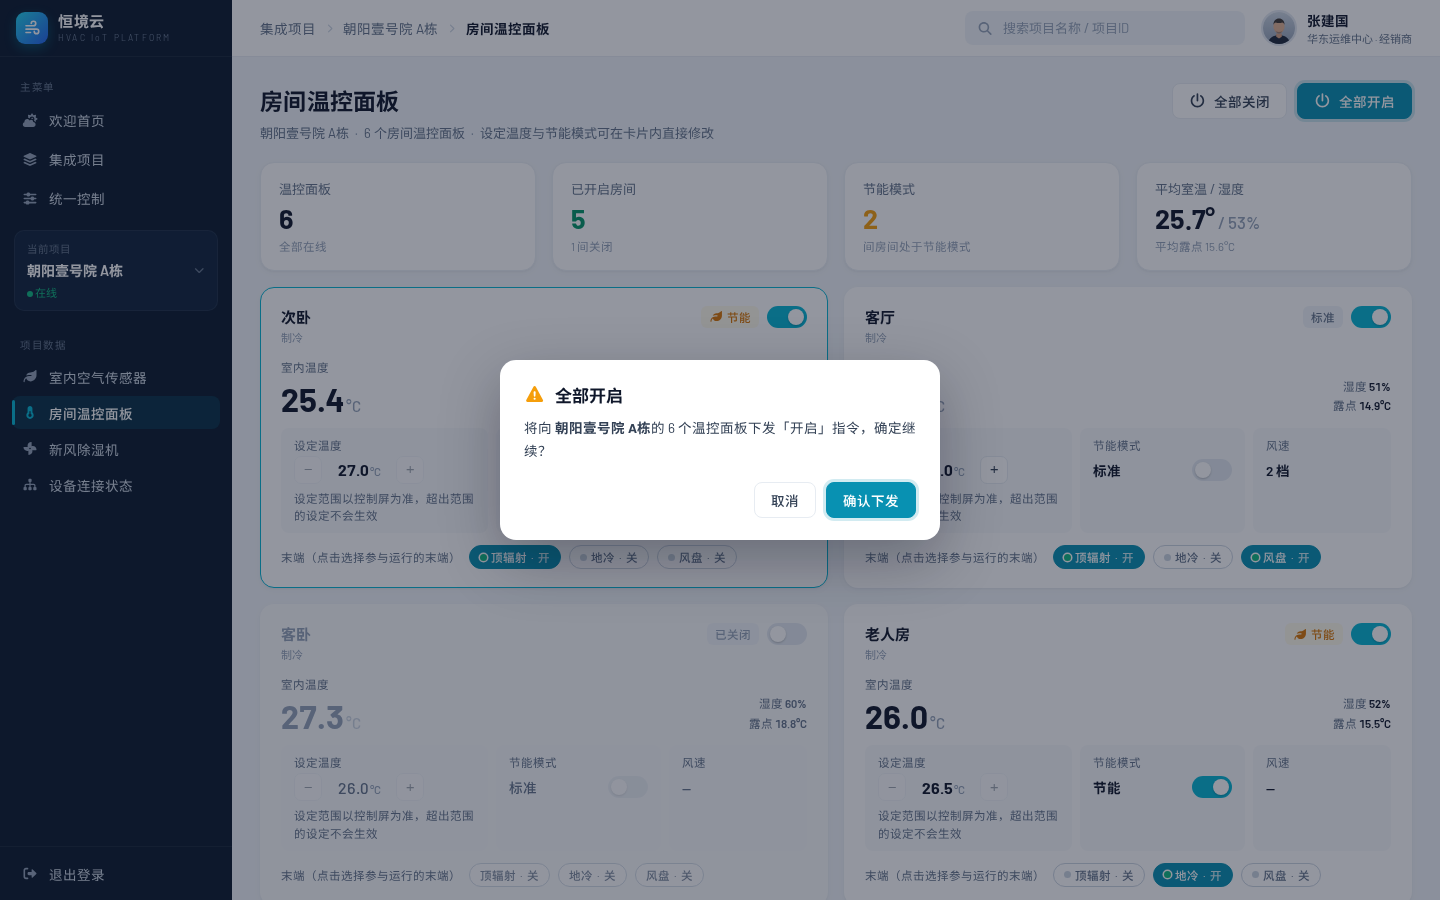 恒境云
HVAC IoT PLATFORM
主菜单
欢迎首页
集成项目
统一控制
当前项目
朝阳壹号院 A栋
在线
项目数据
室内空气传感器
房间温控面板
新风除湿机
设备连接状态
退出登录
集成项目 > 朝阳壹号院 A栋 > 房间温控面板
搜索项目名称 / 项目ID
张建国
华东运维中心 · 经销商
房间温控面板
朝阳壹号院 A栋 · 6 个房间温控面板 · 设定温度与节能模式可在卡片内直接修改
全部关闭
全部开启
温控面板
6
全部在线
已开启房间
5
1 间关闭
节能模式
2
间房间处于节能模式
平均室温 / 湿度
25.7° / 53%
平均露点 15.6°C
次卧
节能
制冷
室内温度
25.4°C
设定温度
− 27.0°C +
设定范围以控制屏为准，超出范围
的设定不会生效
末端（点击选择参与运行的末端） 顶辐射 · 开 地冷 · 关 风盘 · 关
客厅
标准
制冷
湿度 51%
露点 14.9°C
.0°C +
节能模式
标准
风速
2 档
末端（点击选择参与运行的末端） 顶辐射 · 开 地冷 · 关 风盘 · 开
全部开启
将向 朝阳壹号院 A栋的 6 个温控面板下发「开启」指令，确定继
续？
取消
确认下发
客卧
已关闭
制冷
室内温度
27.3°C
湿度 60%
露点 18.8°C
设定温度
− 26.0°C +
设定范围以控制屏为准，超出范围
的设定不会生效
节能模式
标准
风速
–
末端（点击选择参与运行的末端） 顶辐射 · 关 地冷 · 关 风盘 · 关
老人房
节能
制冷
室内温度
26.0°C
湿度 52%
露点 15.5°C
设定温度
− 26.5°C +
设定范围以控制屏为准，超出范围
的设定不会生效
节能模式
节能
风速
–
末端（点击选择参与运行的末端） 顶辐射 · 关 地冷 · 开 风盘 · 关